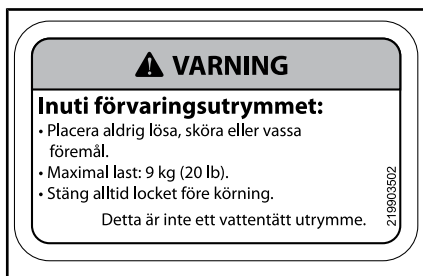 VARNING
Inuti förvaringsutrymmet:
• Placera aldrig lösa, sköra eller vassa
föremål.
• Maximal last: 9 kg (20 lb).
• Stäng alltid locket före körning.
Detta är inte ett vattentätt utrymme.
219903502